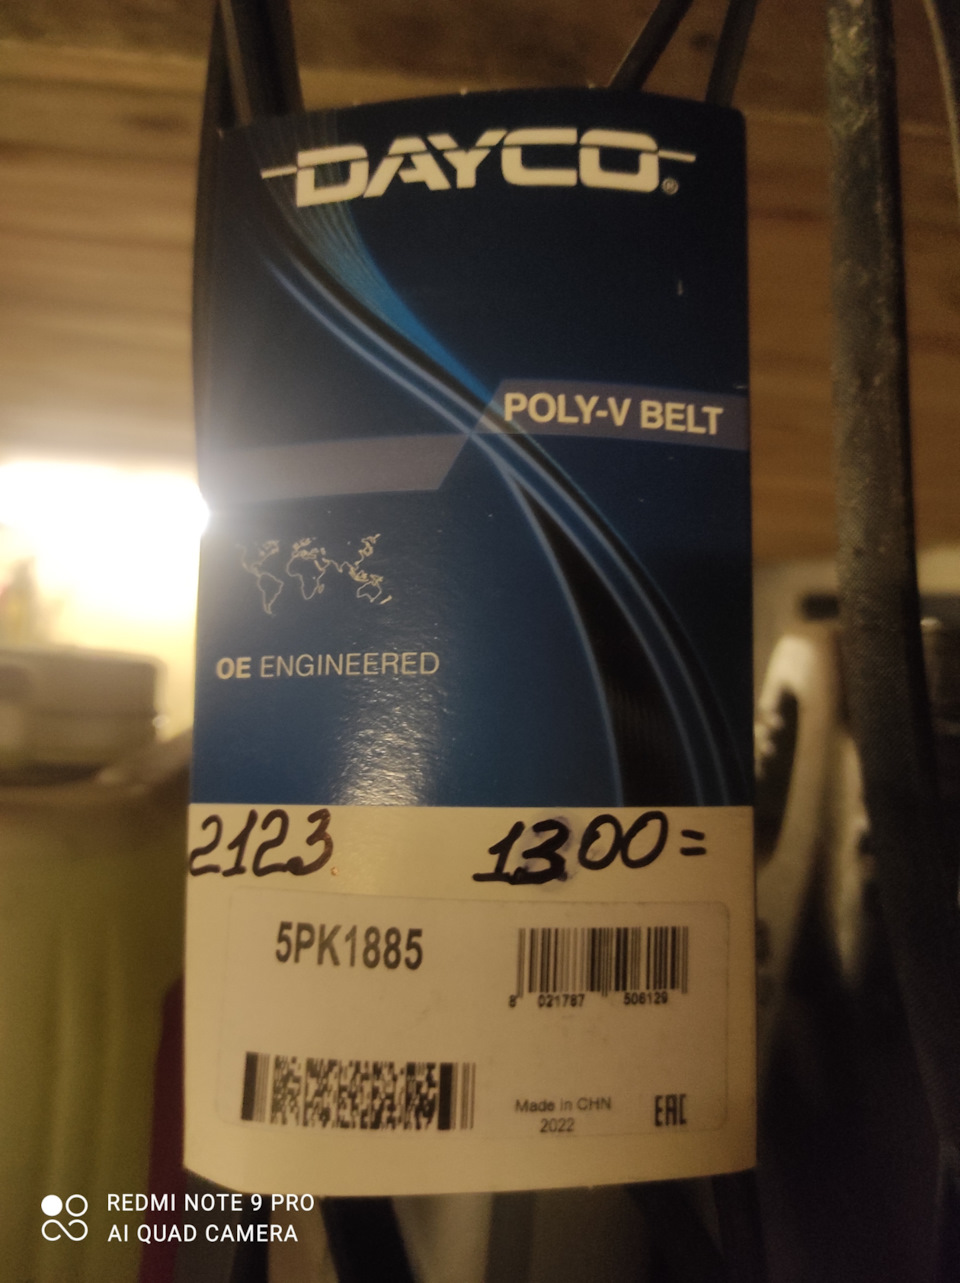 DAYCO®
POLY-V BELT
OE ENGINEERED
2123 1300=
5PK1885
8 021787 506129
Made in CHN
2022
EAC
REDMI NOTE 9 PRO
AI QUAD CAMERA